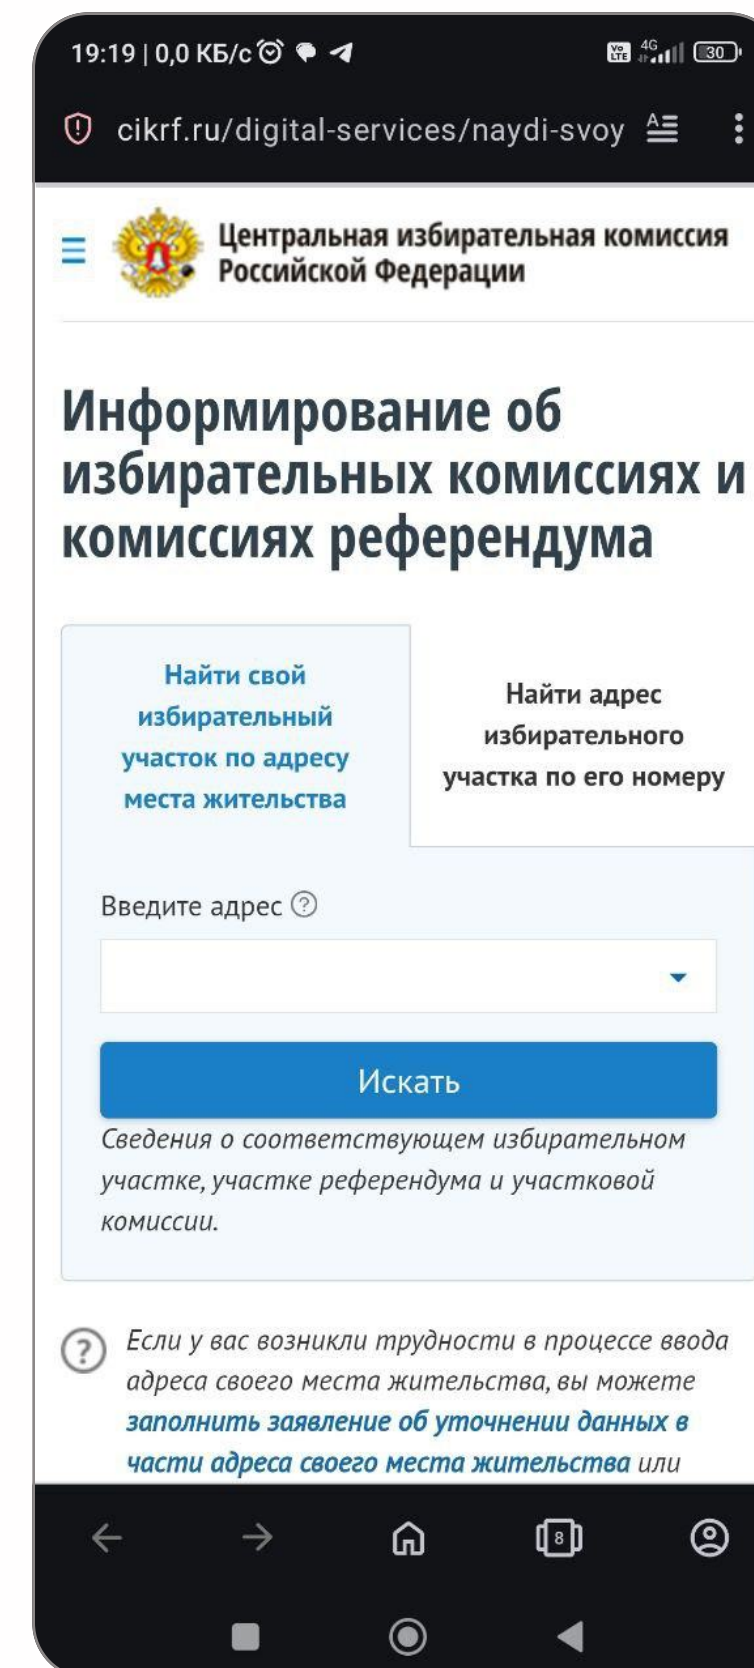 19:19 | 0,0 КБ/с
Vo LTE 4G 30
cikrf.ru/digital-services/naydi-svoy
Центральная избирательная комиссия
Российской Федерации
Информирование об
избирательных комиссиях и
комиссиях референдума
Найти свой
избирательный
участок по адресу
места жительства
Найти адрес
избирательного
участка по его номеру
Введите адрес ?
Искать
Сведения о соответствующем избирательном
участке, участке референдума и участковой
комиссии.
? Если у вас возникли трудности в процессе ввода
адреса своего места жительства, вы можете
заполнить заявление об уточнении данных в
части адреса своего места жительства или
8